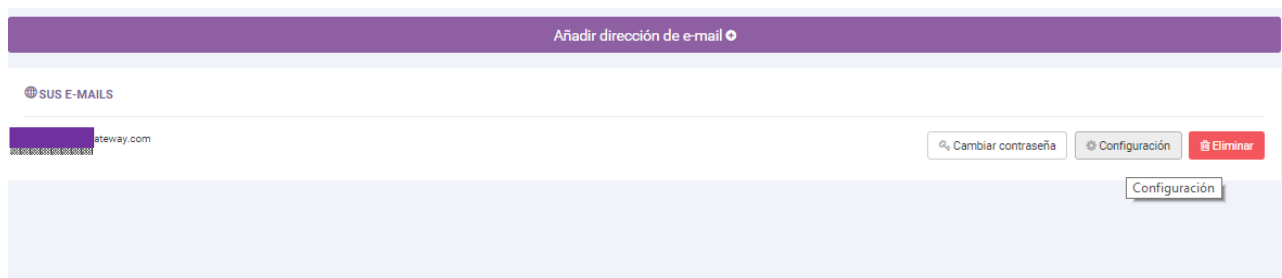 Añadir dirección de e-mail
SUS E-MAILS
ateway.com
Cambiar contraseña
Configuración
Eliminar
Configuración